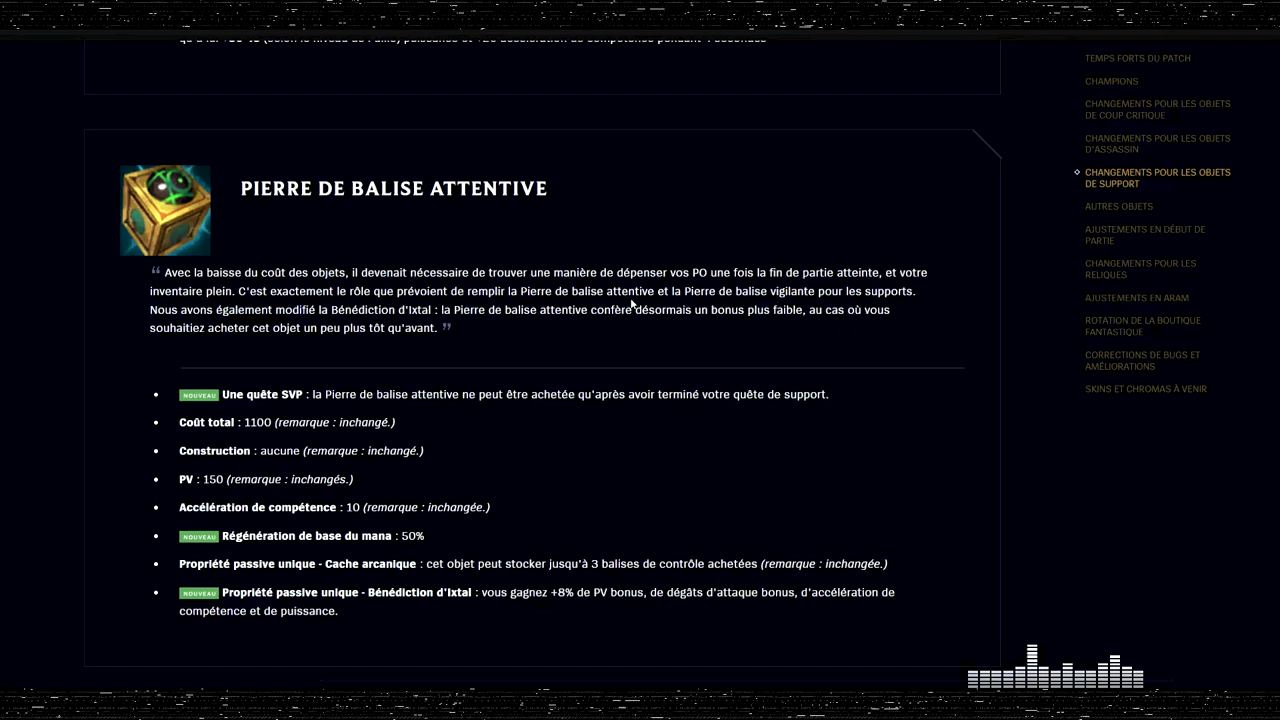 TEMPS FORTS DU PATCH
CHAMPIONS
CHANGEMENTS POUR LES OBJETS
DE COUP CRITIQUE
CHANGEMENTS POUR LES OBJETS
D'ASSASSIN
CHANGEMENTS POUR LES OBJETS
DE SUPPORT
AUTRES OBJETS
AJUSTEMENTS EN DÉBUT DE
PARTIE
CHANGEMENTS POUR LES
RELIQUES
AJUSTEMENTS EN ARAM
ROTATION DE LA BOUTIQUE
FANTASTIQUE
CORRECTIONS DE BUGS ET
AMÉLIORATIONS
SKINS ET CHROMAS À VENIR
PIERRE DE BALISE ATTENTIVE
“ Avec la baisse du coût des objets, il devenait nécessaire de trouver une manière de dépenser vos PO une fois la fin de partie atteinte, et votre
inventaire plein. C'est exactement le rôle que prévoient de remplir la Pierre de balise attentive et la Pierre de balise vigilante pour les supports.
Nous avons également modifié la Bénédiction d'Ixtal : la Pierre de balise attentive confère désormais un bonus plus faible, au cas où vous
souhaitiez acheter cet objet un peu plus tôt qu'avant. ”
• NOUVEAU Une quête SVP : la Pierre de balise attentive ne peut être achetée qu'après avoir terminé votre quête de support.
• Coût total : 1100 (remarque : inchangé.)
• Construction : aucune (remarque : inchangé.)
• PV : 150 (remarque : inchangés.)
• Accélération de compétence : 10 (remarque : inchangée.)
• NOUVEAU Régénération de base du mana : 50%
• Propriété passive unique - Cache arcanique : cet objet peut stocker jusqu'à 3 balises de contrôle achetées (remarque : inchangée.)
• NOUVEAU Propriété passive unique - Bénédiction d'Ixtal : vous gagnez +8% de PV bonus, de dégâts d'attaque bonus, d'accélération de
compétence et de puissance.